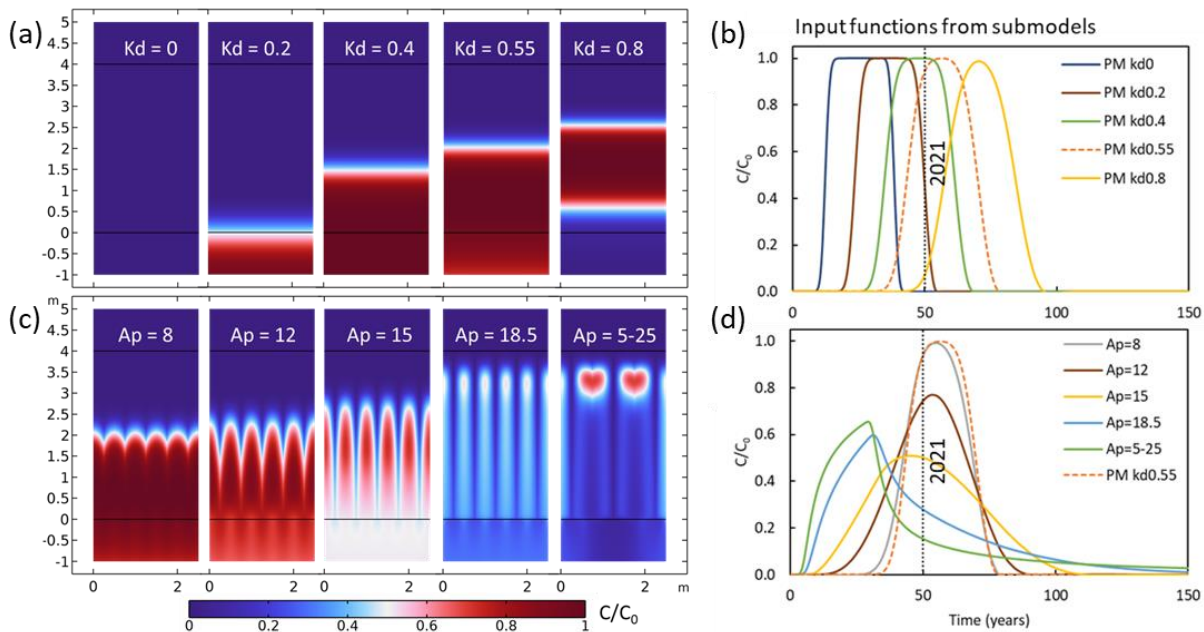 (a)
5
4.5
4
3.5
3
2.5
2
1.5
1
0.5
0
-0.5
-1
Kd = 0
Kd = 0.2
Kd = 0.4
Kd = 0.55
Kd = 0.8
(b)
Input functions from submodels
C/C0
1.0
0.8
0.6
0.4
0.2
0.0
0
50
100
150
2021
PM kd0
PM kd0.2
PM kd0.4
PM kd0.55
PM kd0.8
(c)
m
5
4.5
4
3.5
3
2.5
2
1.5
1
0.5
0
-0.5
-1
Ap = 8
Ap = 12
Ap = 15
Ap = 18.5
Ap = 5-25
0 2 0 2 0 2 0 2 0 2 m
0 0.2 0.4 0.6 0.8 1
C/C0
(d)
C/C0
1.0
0.8
0.6
0.4
0.2
0.0
2021
Ap=8
Ap=12
Ap=15
Ap=18.5
Ap=5-25
PM kd0.55
0 50 100 150
Time (years)